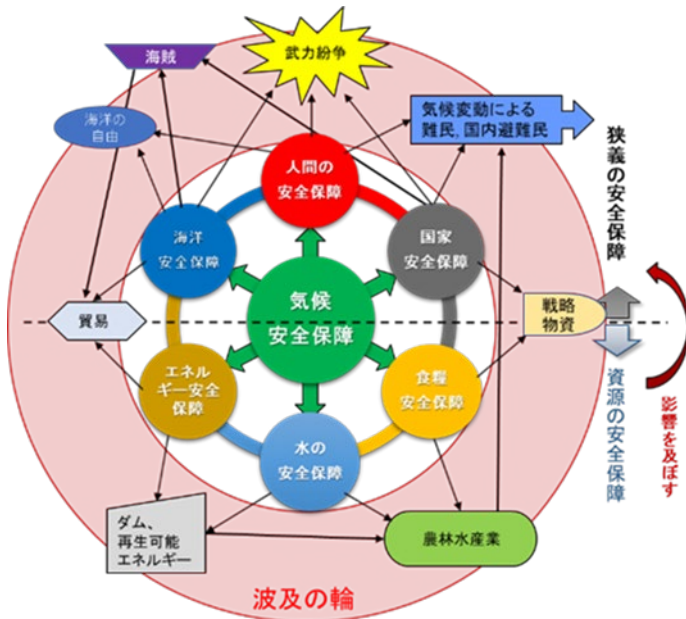 海賊
武力紛争
海洋の
自由
気候変動による
難民,国内避難民
人間の
安全保障
海洋
安全保障
国家
安全保障
気候
安全保障
貿易
戦略
物資
エネル
ギー安全
保障
食糧
安全保障
水の
安全保障
ダム、
再生可能
エネルギー
農林水産業
波及の輪
狭義の安全保障
資源の安全保障
影響を及ぼす